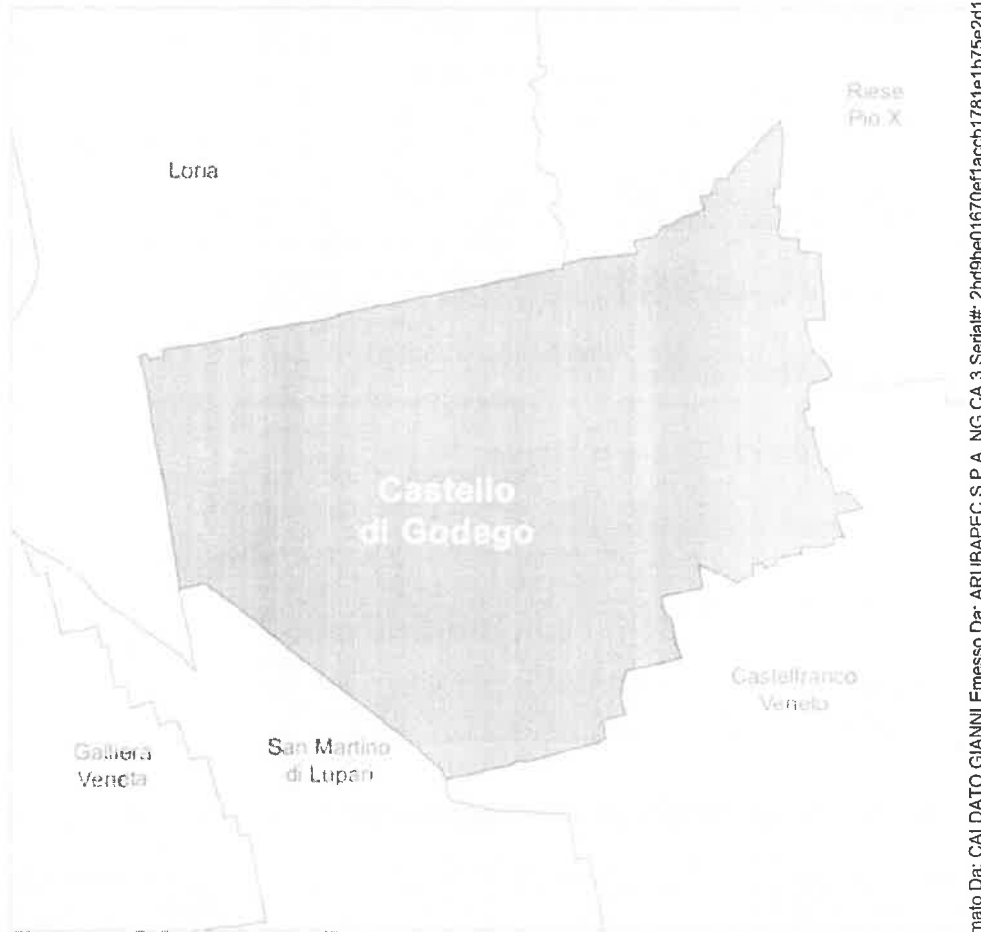 Riese
Pio X
Loria
Castello
di Godego
Castelfranco
Veneto
Galliera
Veneta
San Martino
di Lupari
mato Da: CALDATO GIANNI Emesso Da: ARUBAPEC S.P.A. NG CA 3 Serial#: 2bd9be01670ef1accb1781e1b75e2d1